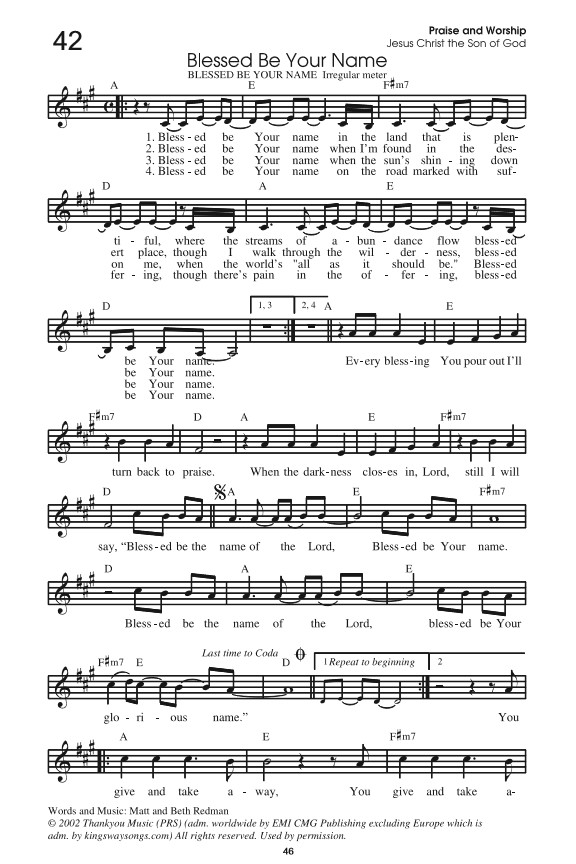 42
Praise and Worship
Jesus Christ the Son of God
Blessed Be Your Name
BLESSED BE YOUR NAME Irregular meter
A E F#m7
1. Bless - ed be Your name in the land that is plen-
2. Bless - ed be Your name when I'm found in the des-
3. Bless - ed be Your name when the sun's shin - ing down
4. Bless - ed be Your name on the road marked with suf-
D A E
ti - ful, where the streams of a - bun - dance flow bless-ed
ert place, though I walk through the wil - der - ness, bless-ed
on me, when the world's "all as it should be." Bless-ed
fer - ing, though there's pain in the of - fer - ing, bless-ed
D 1, 3 2, 4 A E
be Your name. Ev-ery bless-ing You pour out I'll
be Your name.
be Your name.
be Your name.
F#m7 D A E F#m7
turn back to praise. When the dark-ness clos-es in, Lord, still I will
D A E F#m7
say, “Bless-ed be the name of the Lord, Bless-ed be Your name.
D A E
Bless-ed be the name of the Lord, bless-ed be Your
F#m7 E Last time to Coda D 1 Repeat to beginning 2
glo - ri - ous name.” You
A E F#m7
give and take a - way, You give and take a-
Words and Music: Matt and Beth Redman
© 2002 Thankyou Music (PRS) (adm. worldwide by EMI CMG Publishing excluding Europe which is
adm. by kingswaysongs.com) All rights reserved. Used by permission.
46